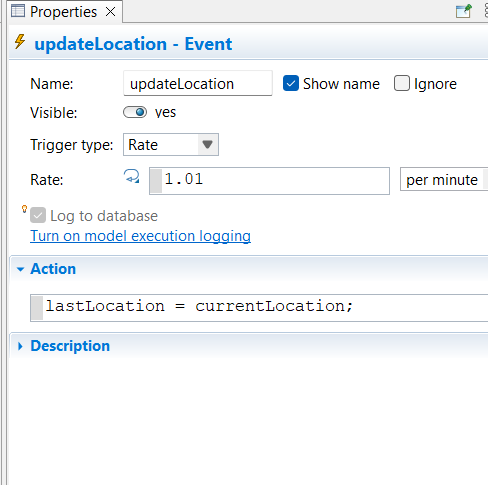 Properties
updateLocation - Event
Name: updateLocation Show name Ignore
Visible: yes
Trigger type: Rate
Rate: 1.01 per minute
Log to database
Turn on model execution logging
Action
lastLocation = currentLocation;
Description